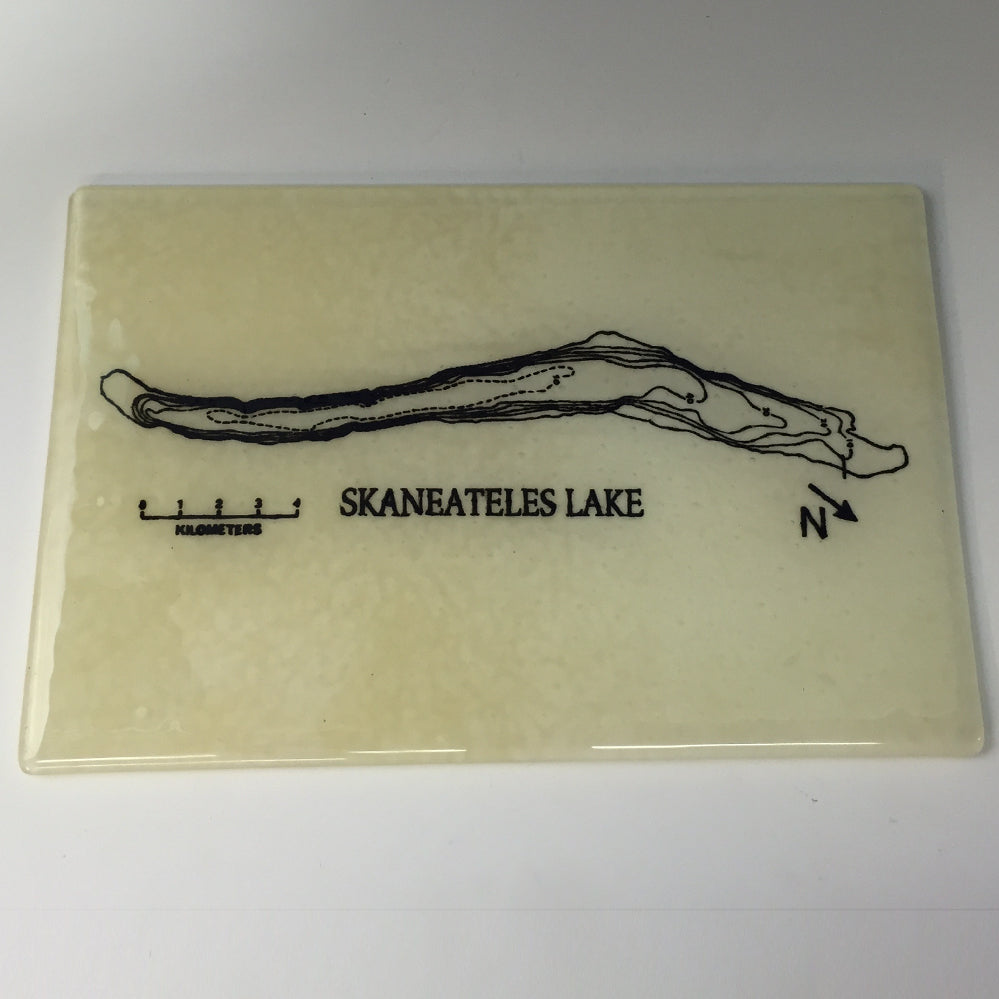 0 1 2 3 4
KILOMETERS
SKANEATELES LAKE
N